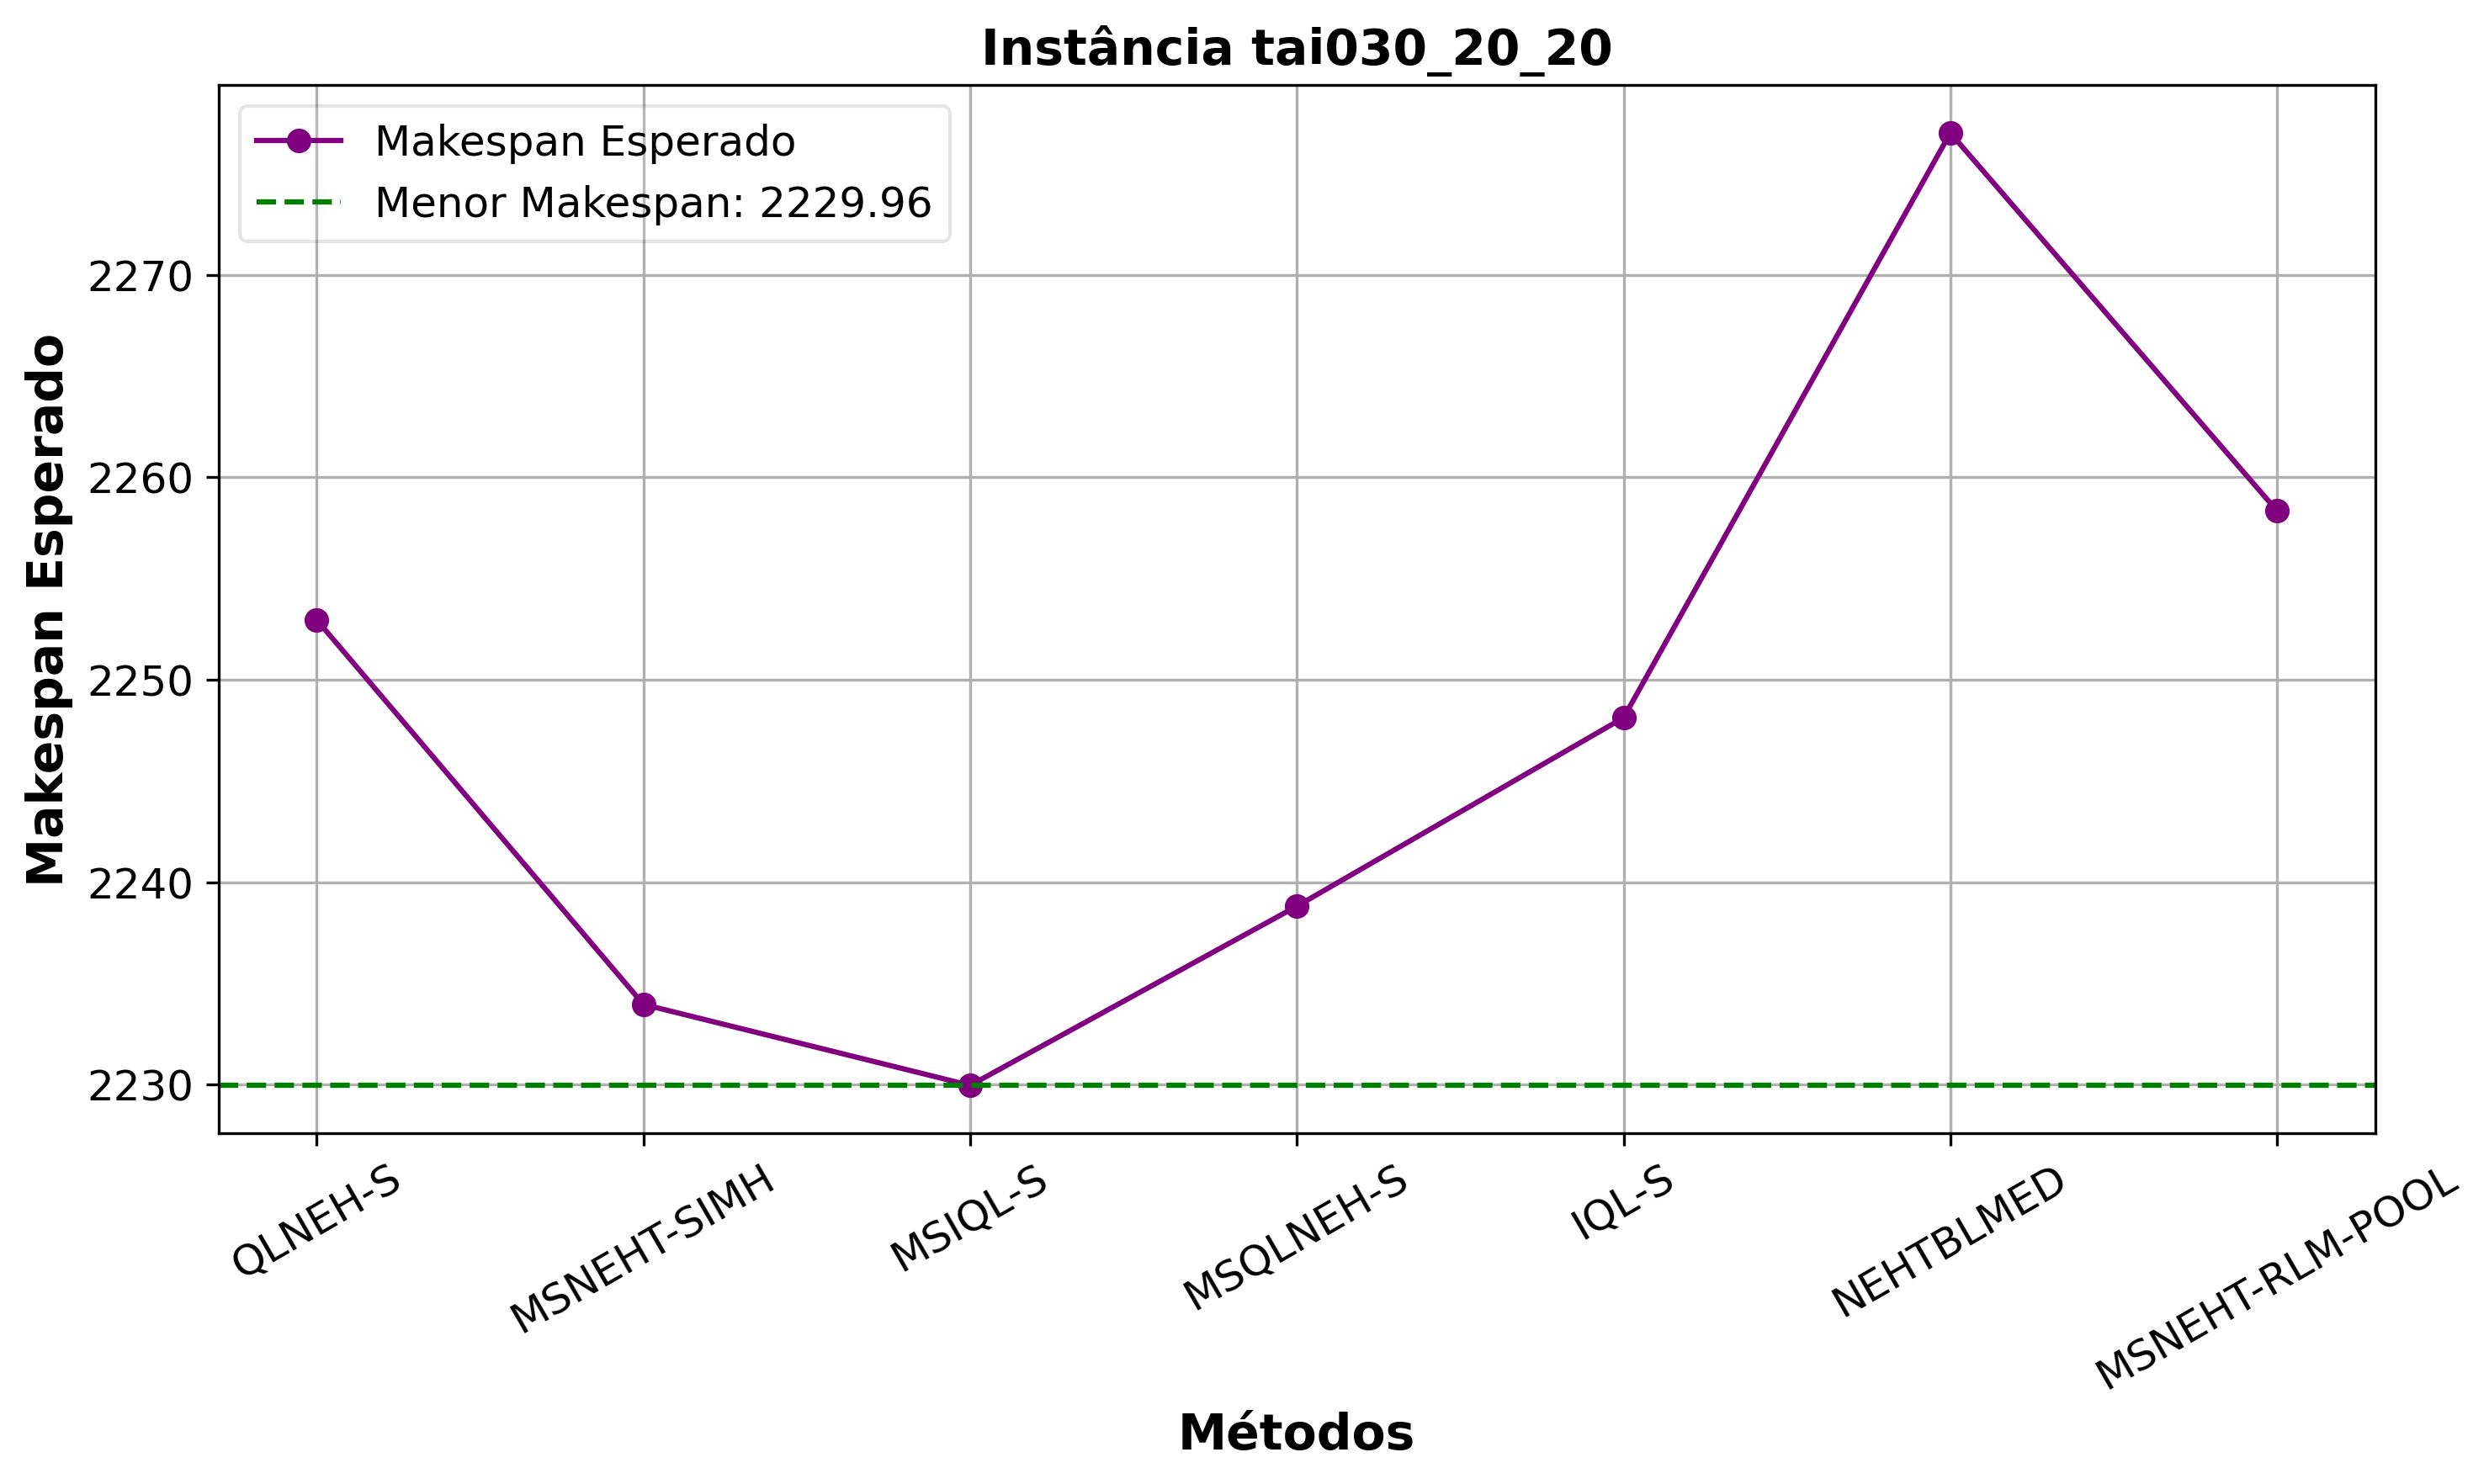 Instância tai030_20_20
Makespan Esperado
Menor Makespan: 2229.96
Makespan Esperado
2270
2260
2250
2240
2230
QLNEH-S
MSNEHT-SIMH
MSIQL-S
MSQLNEH-S
IQL-S
NEHTBLMED
MSNEHT-RLM-POOL
Métodos